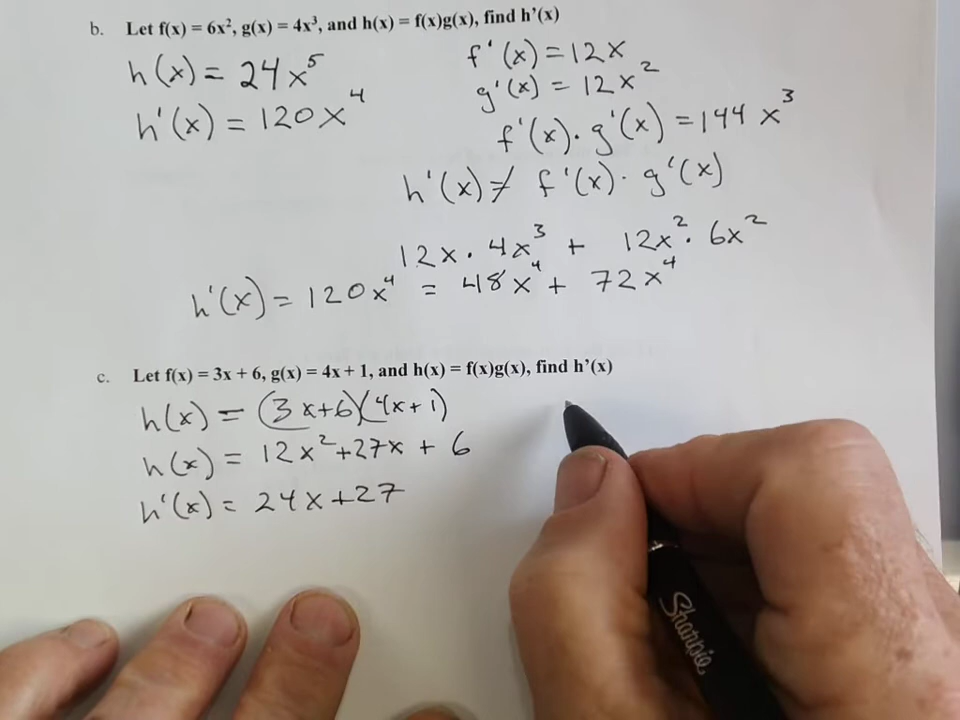 b. Let f(x) = 6x², g(x) = 4x³, and h(x) = f(x)g(x), find h’(x)
h(x) = 24x⁵
h'(x) = 120x⁴
f'(x) = 12x
g'(x) = 12x²
f'(x)·g'(x) = 144x³
h'(x) ≠ f'(x)·g'(x)
12x·4x³ + 12x²·6x²
h'(x) = 120x⁴ = 48x⁴ + 72x⁴
c. Let f(x) = 3x + 6, g(x) = 4x + 1, and h(x) = f(x)g(x), find h’(x)
h(x) = (3x+6)(4x+1)
h(x) = 12x²+27x + 6
h'(x) = 24x+27
Sharpie